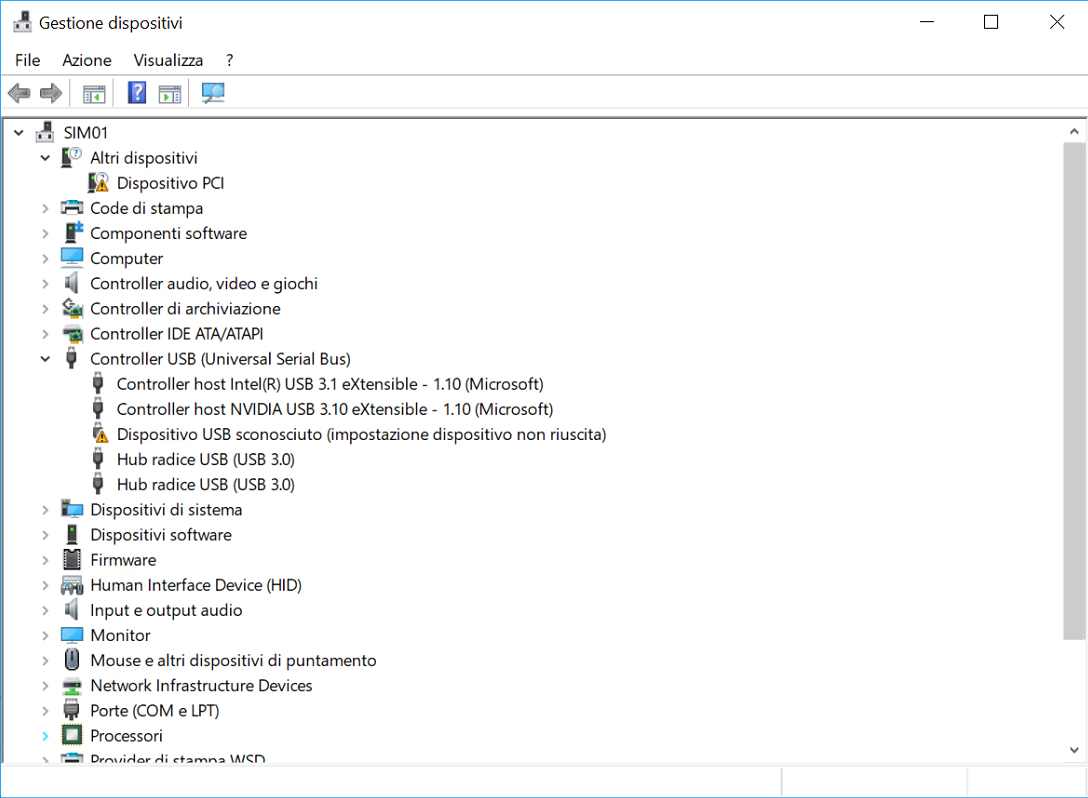 Gestione dispositivi
File Azione Visualizza ?
SIM01
Altri dispositivi
Dispositivo PCI
Code di stampa
Componenti software
Computer
Controller audio, video e giochi
Controller di archiviazione
Controller IDE ATA/ATAPI
Controller USB (Universal Serial Bus)
Controller host Intel(R) USB 3.1 eXtensible - 1.10 (Microsoft)
Controller host NVIDIA USB 3.10 eXtensible - 1.10 (Microsoft)
Dispositivo USB sconosciuto (impostazione dispositivo non riuscita)
Hub radice USB (USB 3.0)
Hub radice USB (USB 3.0)
Dispositivi di sistema
Dispositivi software
Firmware
Human Interface Device (HID)
Input e output audio
Monitor
Mouse e altri dispositivi di puntamento
Network Infrastructure Devices
Porte (COM e LPT)
Processori
Provider di stampa WSD